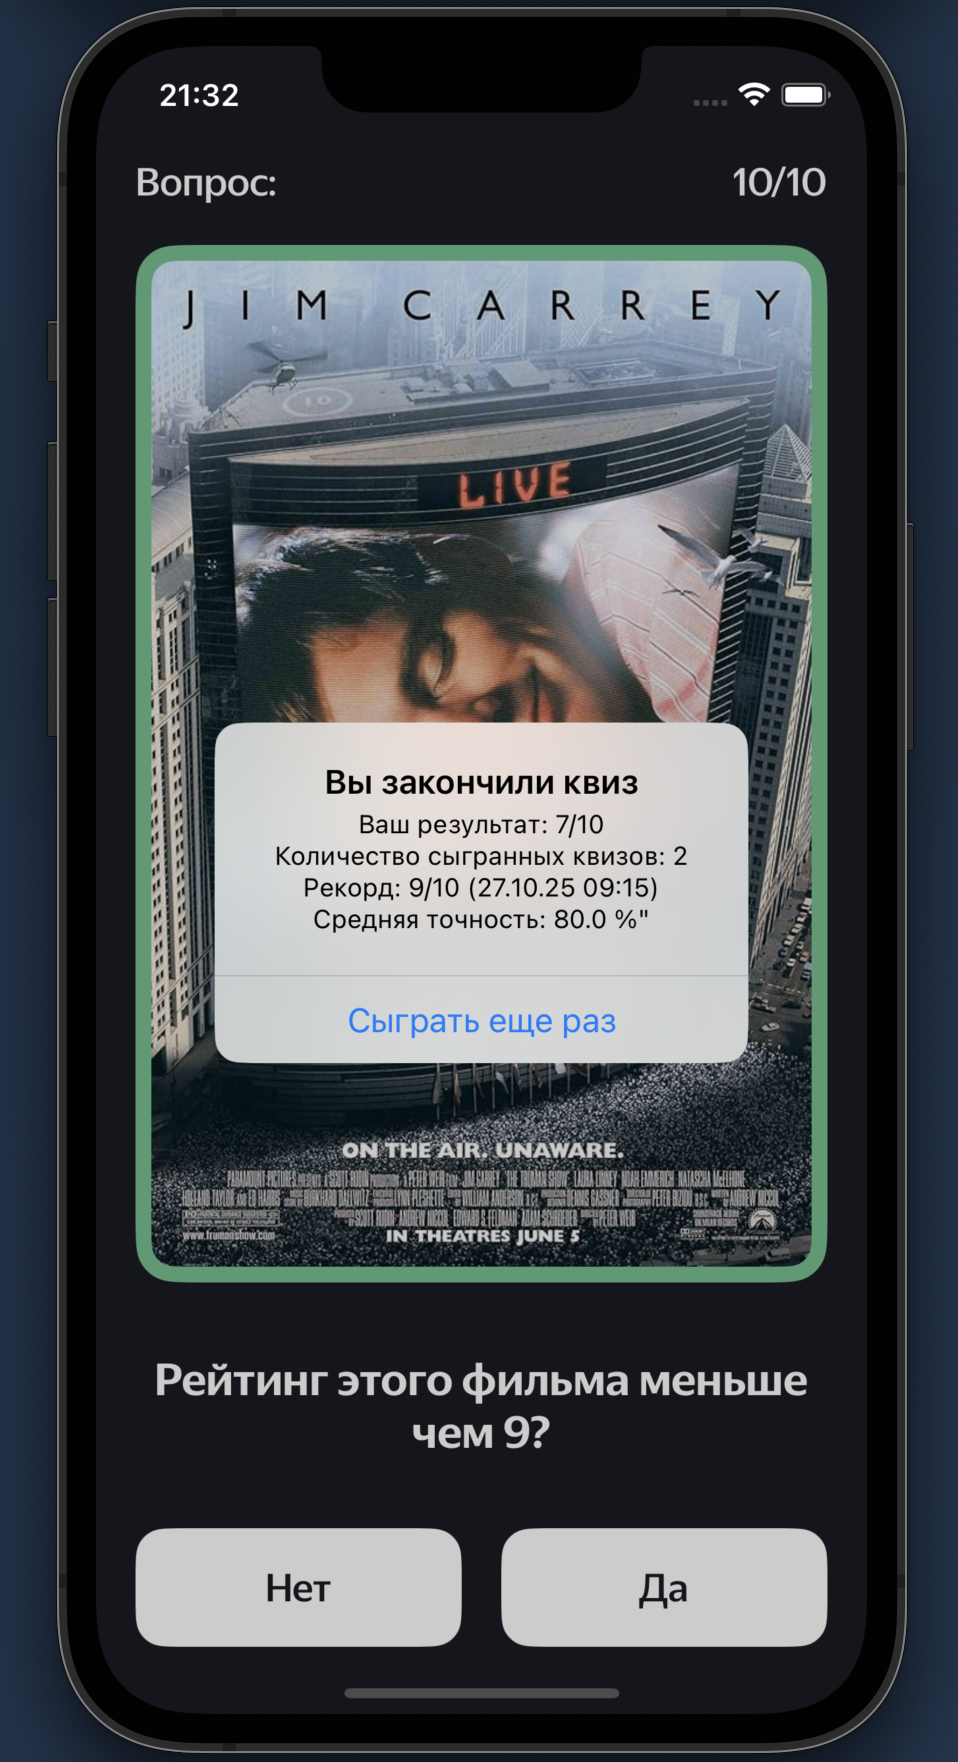 21:32
Вопрос:
10/10
JIM CARREY
LIVE
Вы закончили квиз
Ваш результат: 7/10
Количество сыгранных квизов: 2
Рекорд: 9/10 (27.10.25 09:15)
Средняя точность: 80.0 %"
Сыграть еще раз
ON THE AIR. UNAWARE.
www.trumanshow.com
IN THEATRES JUNE 5
Рейтинг этого фильма меньше
чем 9?
Нет
Да